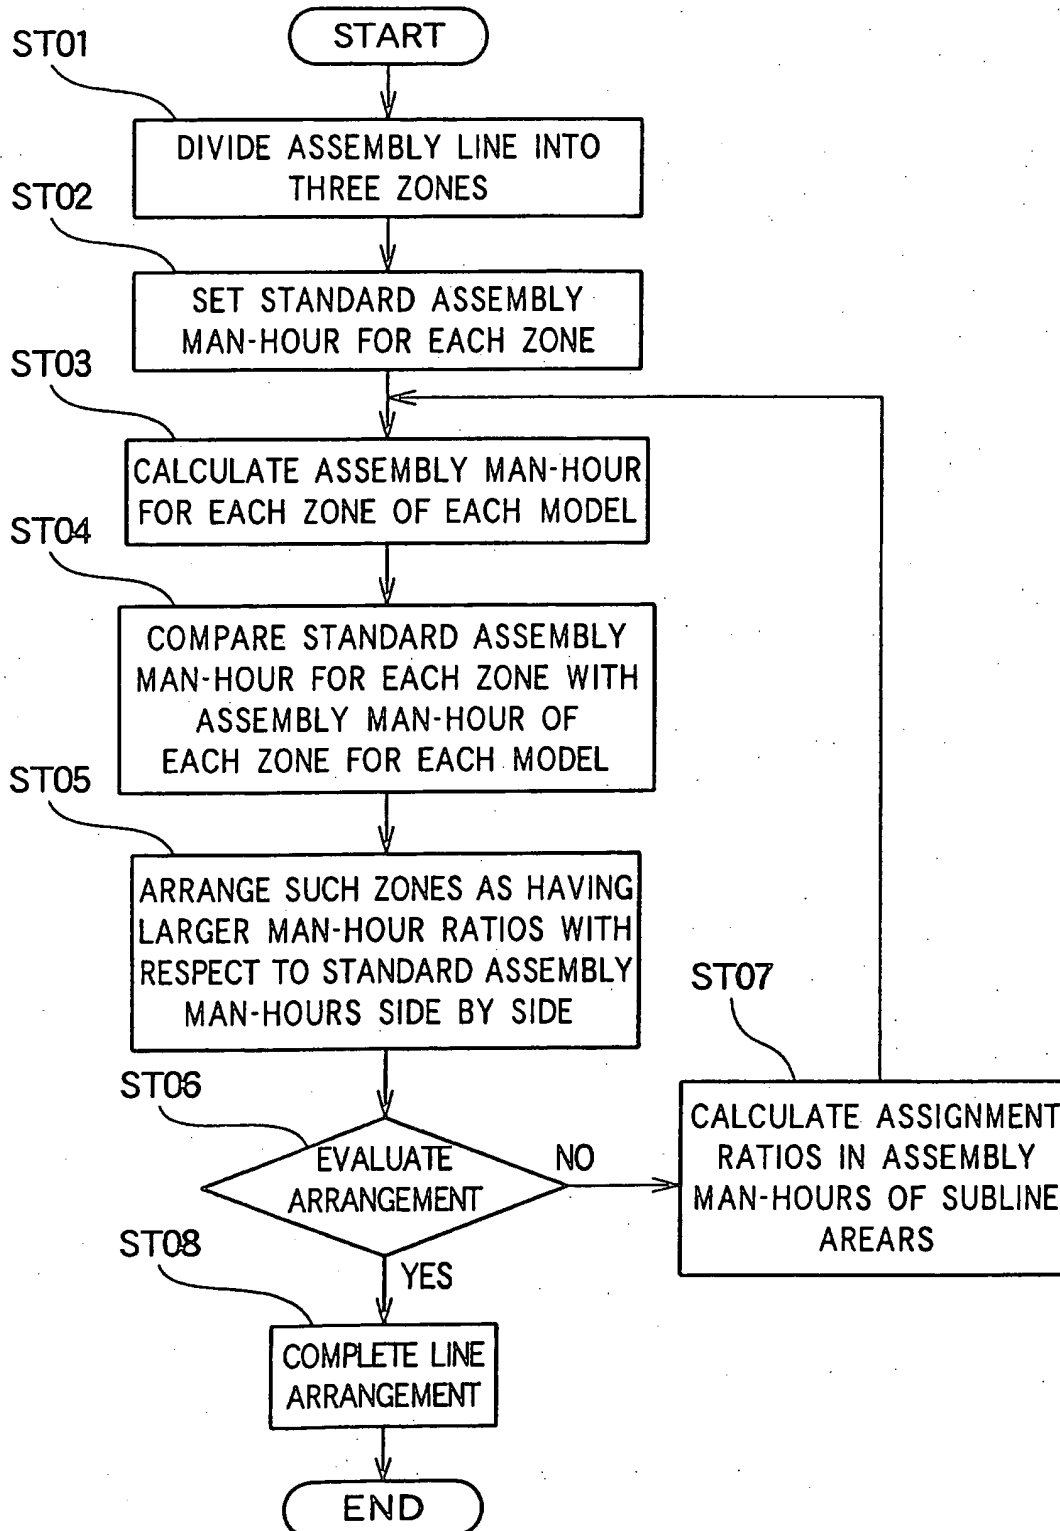 START
ST01
DIVIDE ASSEMBLY LINE INTO
THREE ZONES
ST02
SET STANDARD ASSEMBLY
MAN-HOUR FOR EACH ZONE
ST03
CALCULATE ASSEMBLY MAN-HOUR
FOR EACH ZONE OF EACH MODEL
ST04
COMPARE STANDARD ASSEMBLY
MAN-HOUR FOR EACH ZONE WITH
ASSEMBLY MAN-HOUR OF
EACH ZONE FOR EACH MODEL
ST05
ARRANGE SUCH ZONES AS HAVING
LARGER MAN-HOUR RATIOS WITH
RESPECT TO STANDARD ASSEMBLY
MAN-HOURS SIDE BY SIDE
ST06
EVALUATE
ARRANGEMENT
NO
ST07
CALCULATE ASSIGNMENT
RATIOS IN ASSEMBLY
MAN-HOURS OF SUBLINE
AREARS
YES
ST08
COMPLETE LINE
ARRANGEMENT
END